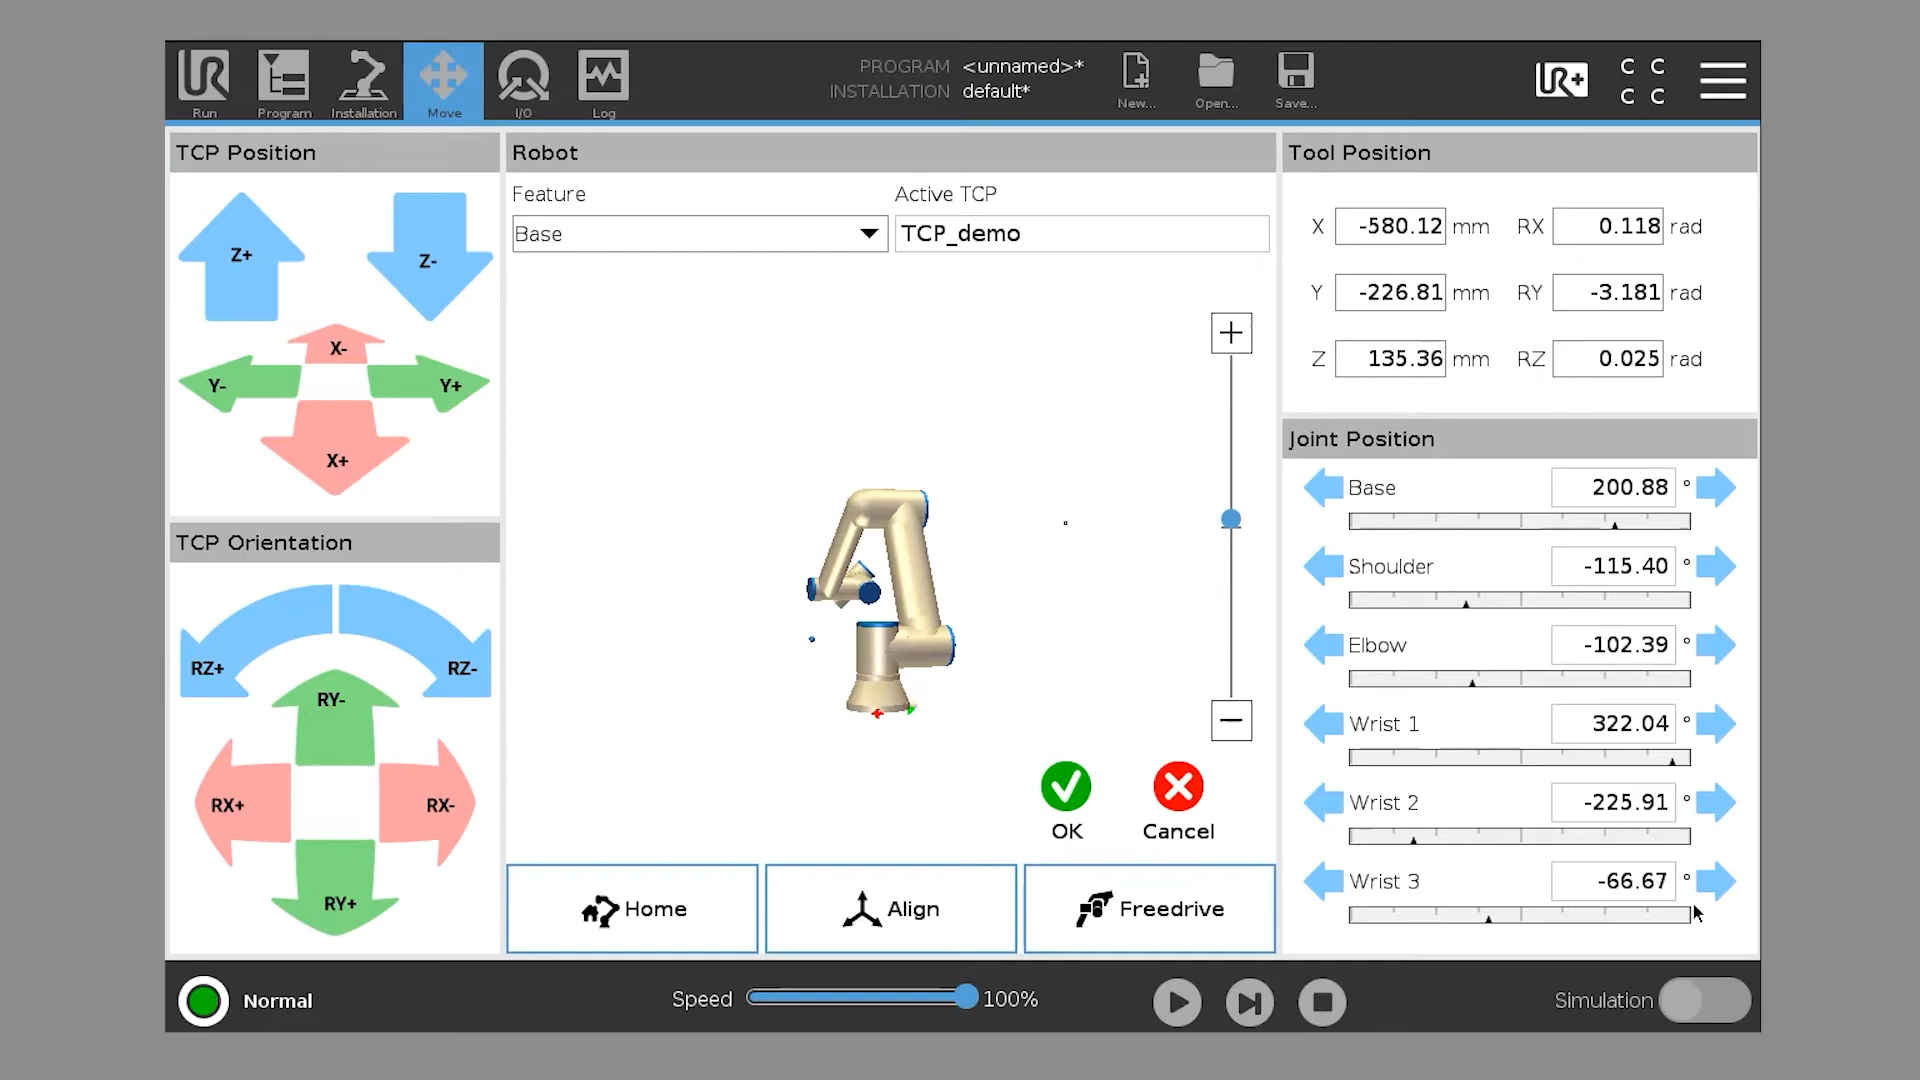 PROGRAM <unnamed>*
INSTALLATION default*
Run Program Installation Move I/O Log
New... Open... Save...
UR+
C C
C C
TCP Position
Z+ Z-
X-
Y- Y+
X+
TCP Orientation
RZ+ RZ-
RY-
RX+ RX-
RY+
Robot
Feature Active TCP
Base TCP_demo
+
−
OK Cancel
Home Align Freedrive
Tool Position
X -580.12 mm RX 0.118 rad
Y -226.81 mm RY -3.181 rad
Z 135.36 mm RZ 0.025 rad
Joint Position
Base 200.88 °
Shoulder -115.40 °
Elbow -102.39 °
Wrist 1 322.04 °
Wrist 2 -225.91 °
Wrist 3 -66.67 °
Normal Speed 100% Simulation